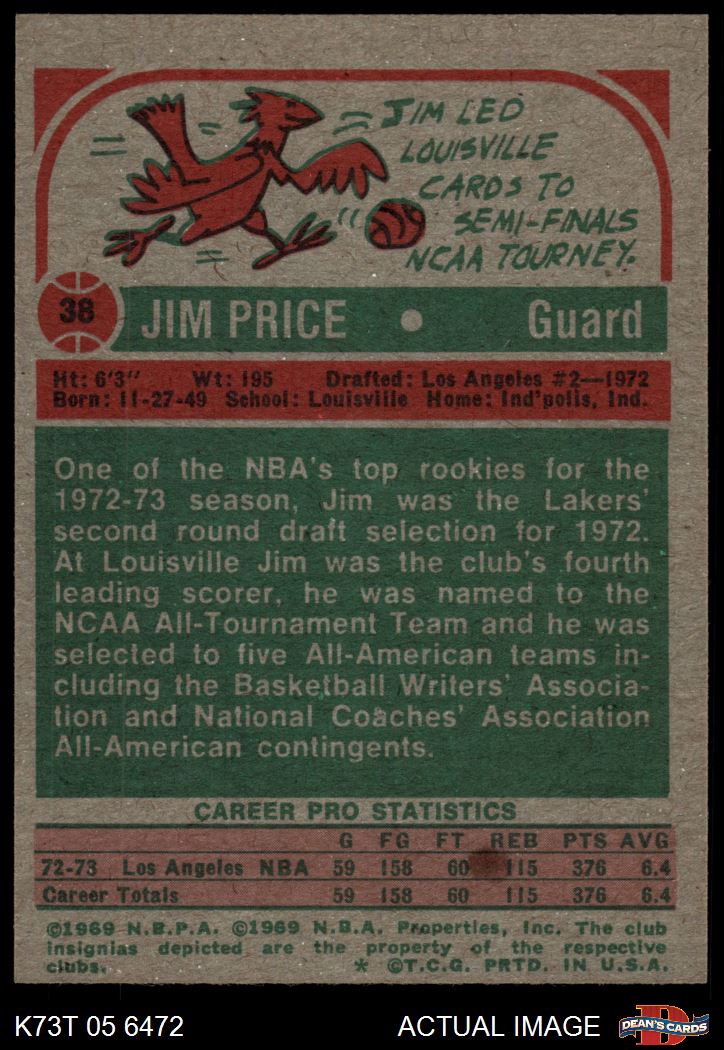 JIM LED
LOUISVILLE
CARDS TO
SEMI-FINALS
NCAA TOURNEY.
38 JIM PRICE • Guard
Ht: 6'3" Wt: 195 Drafted: Los Angeles #2—1972
Born: 11-27-49 School: Louisville Home: Ind'polis, Ind.
One of the NBA's top rookies for the
1972-73 season, Jim was the Lakers'
second round draft selection for 1972.
At Louisville Jim was the club's fourth
leading scorer, he was named to the
NCAA All-Tournament Team and he was
selected to five All-American teams in-
cluding the Basketball Writers' Associa-
tion and National Coaches' Association
All-American contingents.
CAREER PRO STATISTICS
G FG FT REB PTS AVG
72-73 Los Angeles NBA 59 158 60 115 376 6.4
Career Totals 59 158 60 115 376 6.4
©1969 N.B.P.A. ©1969 N.B.A. Properties, Inc. The club
insignias depicted are the property of the respective
clubs. * ©T.C.G. PRTD. IN U.S.A.
K73T 05 6472 ACTUAL IMAGE DEAN'S CARDS